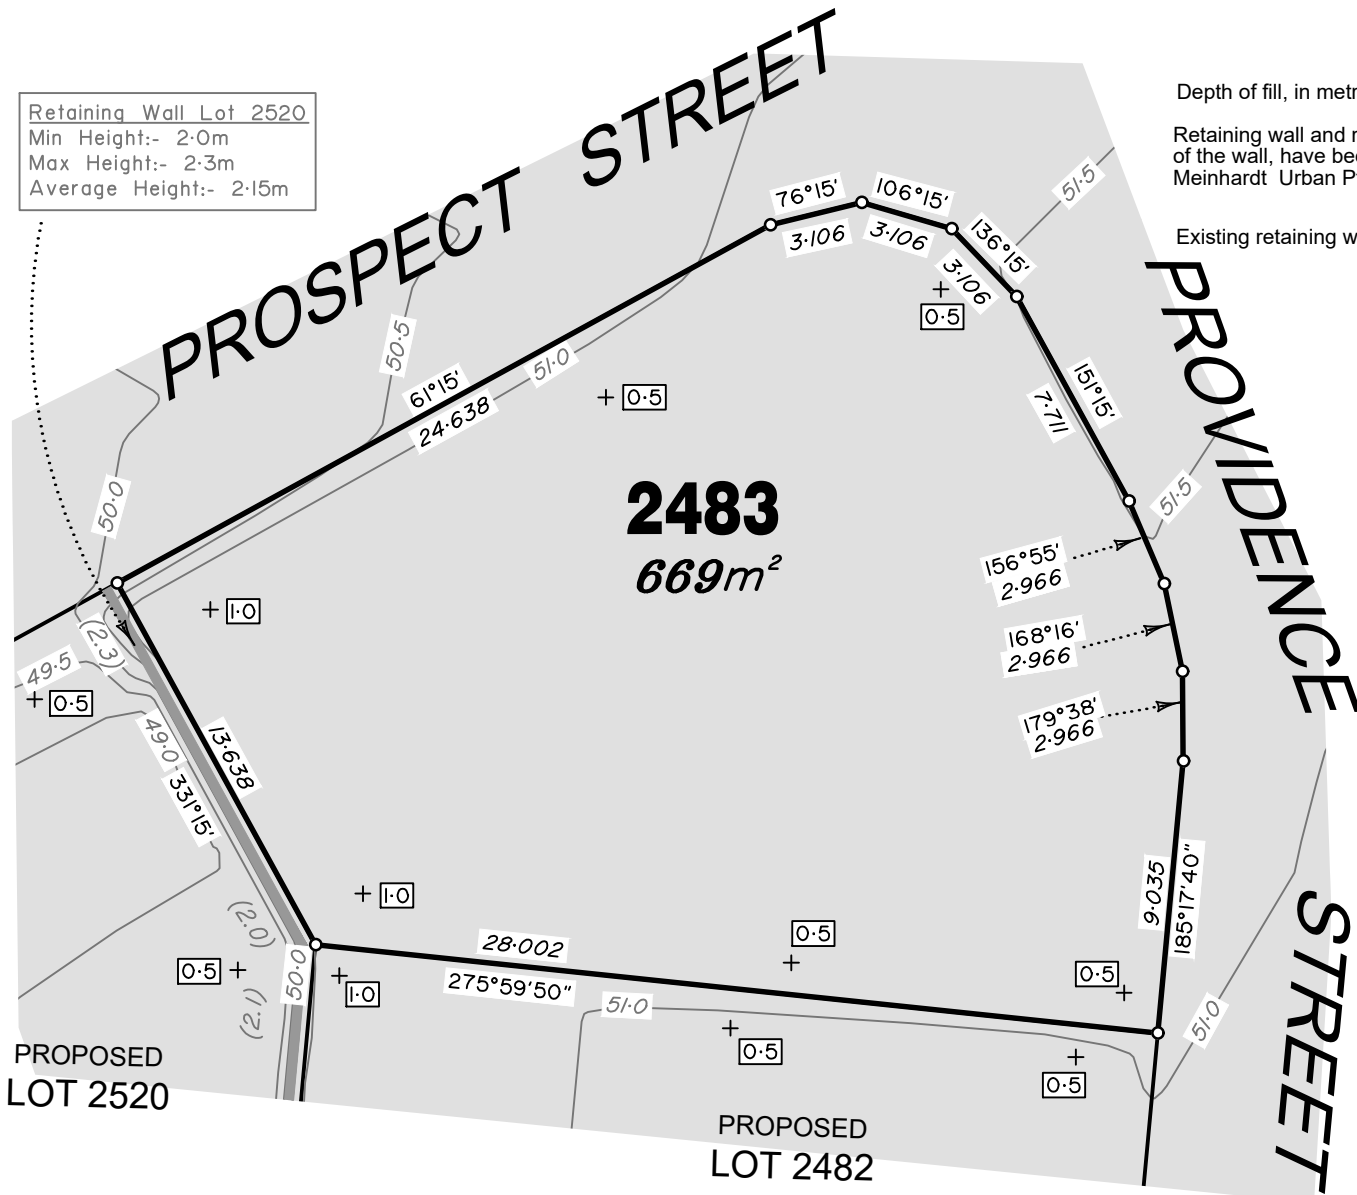 Retaining Wall Lot 2520
Min Height:- 2·0m
Max Height:- 2·3m
Average Height:- 2·15m
PROSPECT STREET
Depth of fill, in metr
Retaining wall and r
of the wall, have be
Meinhardt Urban P
Existing retaining w
76°15'
3·106
106°15'
3·106
136°15'
3·106
51·5
0·5
PROVIDENCE STREET
50·5
51·0
61°15'
24·638
0·5
151°15'
7·711
50·0
51·5
2483
669m²
156°55'
2·966
168°16'
2·966
179°38'
2·966
1·0
(2.3)
49·5
0·5
49·0
13·638
331°15'
1·0
9·035
185°17'40"
(2.0)
0·5
(2.1)
50·0
1·0
28·002
275°59'50"
0·5
0·5
51·0
51·0
0·5
0·5
PROPOSED
LOT 2520
PROPOSED
LOT 2482